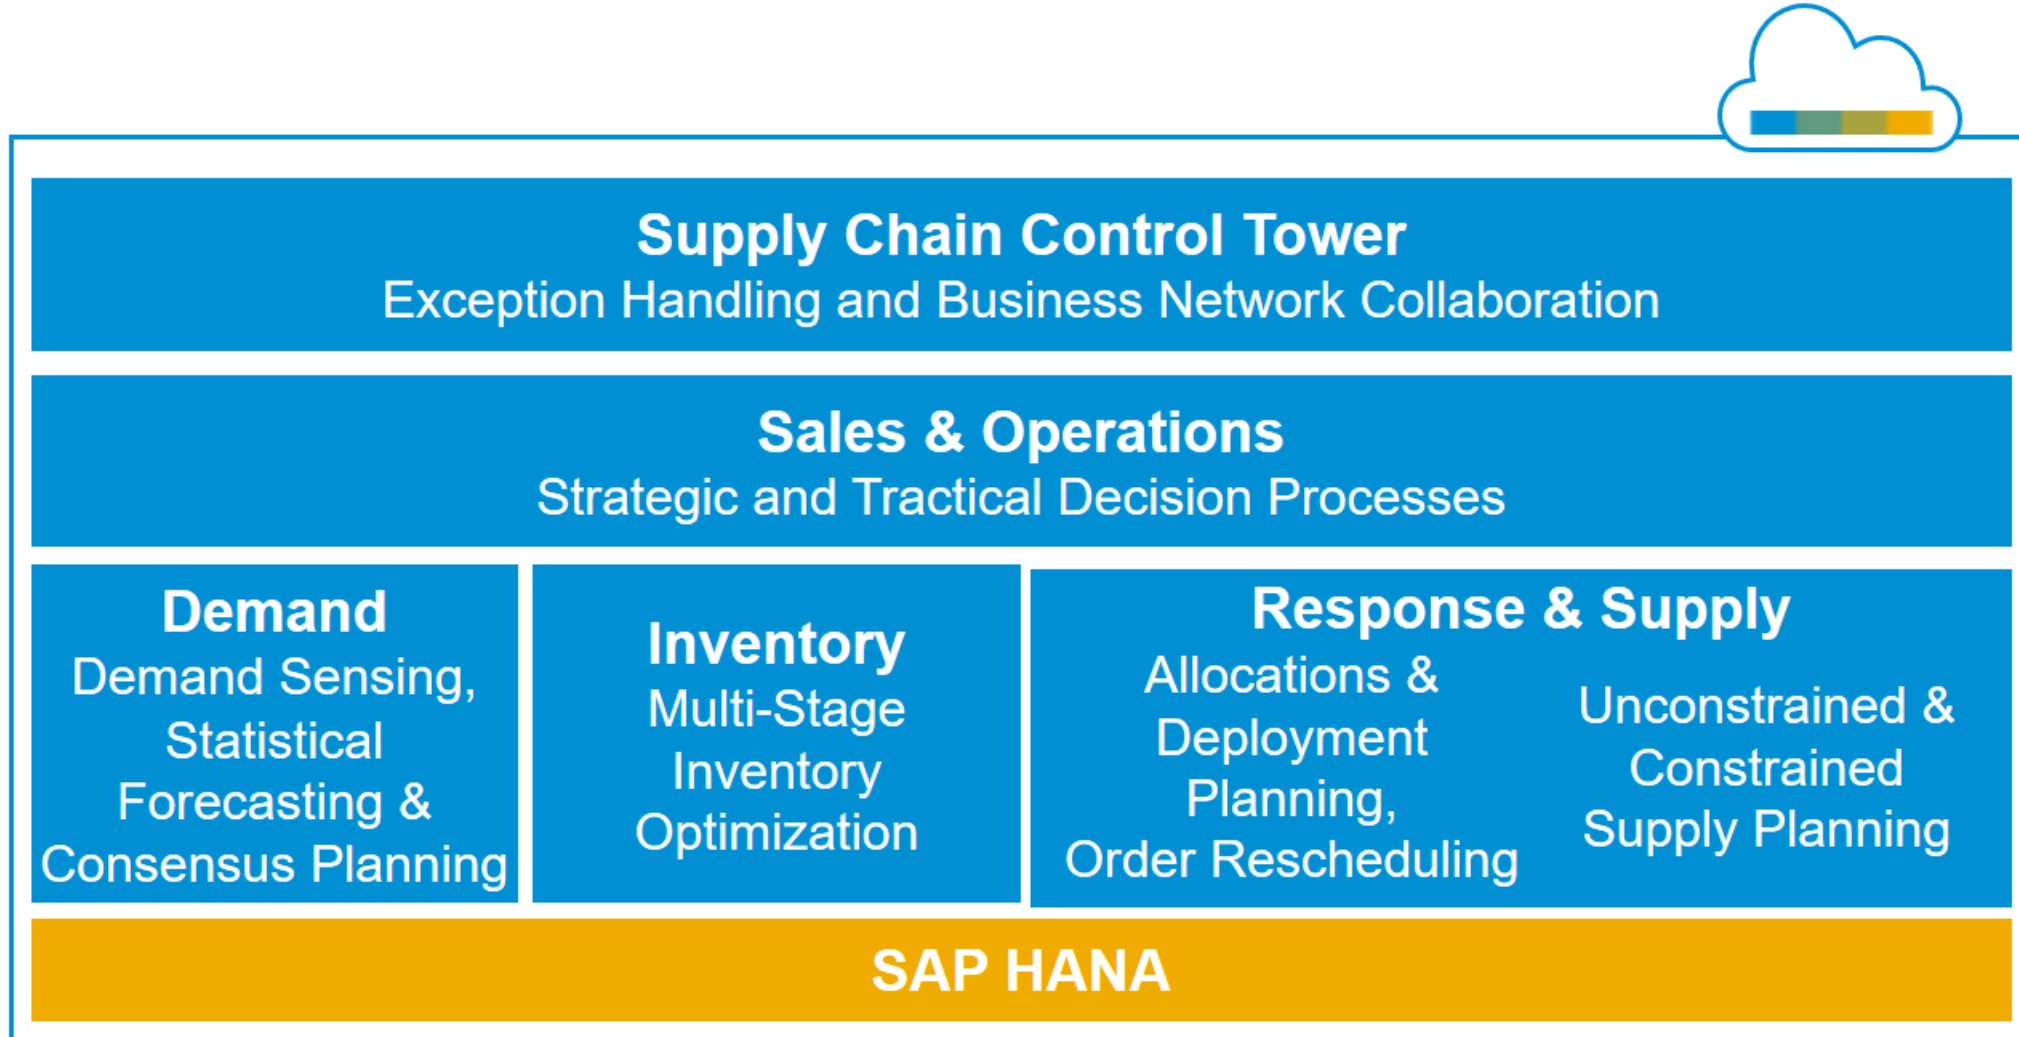 Supply Chain Control Tower
Exception Handling and Business Network Collaboration
Sales & Operations
Strategic and Tractical Decision Processes
Demand
Demand Sensing,
Statistical
Forecasting &
Consensus Planning
Inventory
Multi-Stage
Inventory
Optimization
Response & Supply
Allocations &
Deployment
Planning,
Order Rescheduling
Unconstrained &
Constrained
Supply Planning
SAP HANA